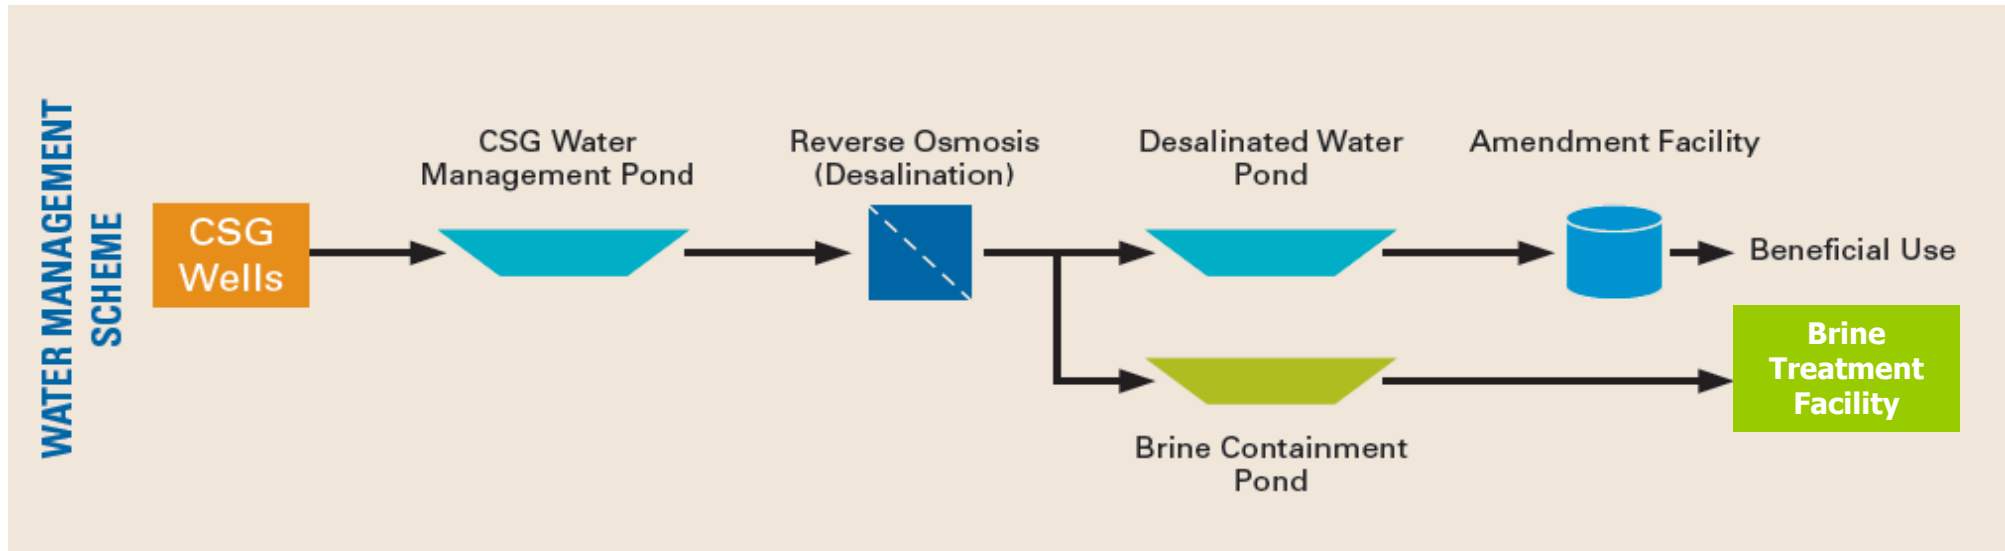 WATER MANAGEMENT
SCHEME
CSG
Wells
CSG Water
Management Pond
Reverse Osmosis
(Desalination)
Desalinated Water
Pond
Amendment Facility
Beneficial Use
Brine Containment
Pond
Brine
Treatment
Facility